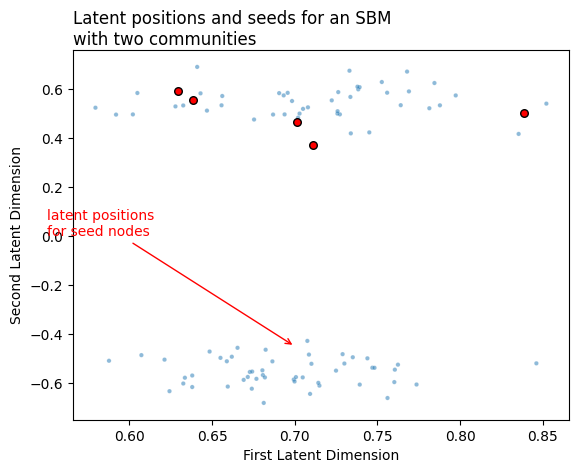 Latent positions and seeds for an SBM
with two communities
0.6
0.4
0.2
latent positions
for seed nodes
0.0
−0.2
−0.4
−0.6
Second Latent Dimension
0.60 0.65 0.70 0.75 0.80 0.85
First Latent Dimension